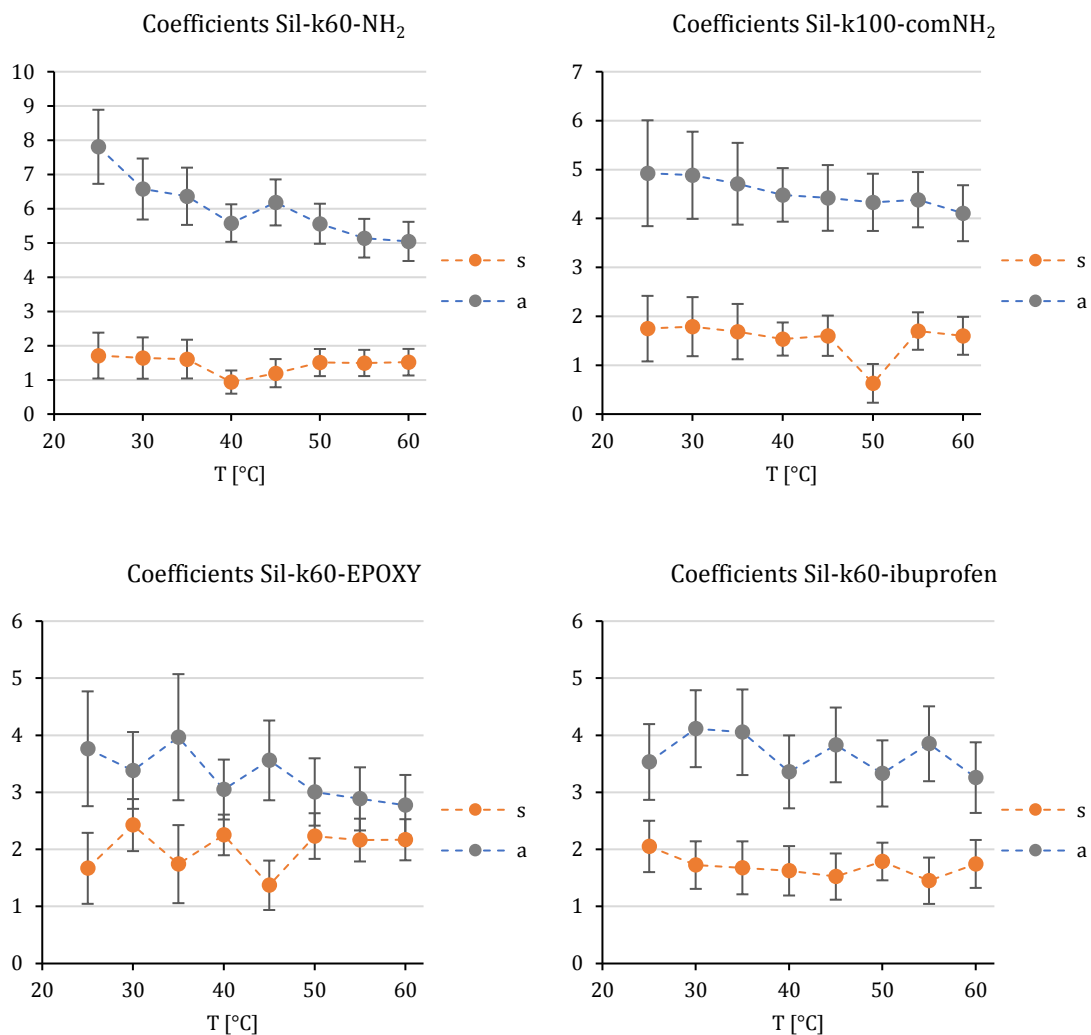 Coefficients Sil-k60-NH₂
10
9
8
7
6
5
4
3
2
1
0
20 30 40 50 60
T [°C]
s
a
Coefficients Sil-k100-comNH₂
7
6
5
4
3
2
1
0
20 30 40 50 60
T [°C]
s
a
Coefficients Sil-k60-EPOXY
6
5
4
3
2
1
0
20 30 40 50 60
T [°C]
s
a
Coefficients Sil-k60-ibuprofen
6
5
4
3
2
1
0
20 30 40 50 60
T [°C]
s
a